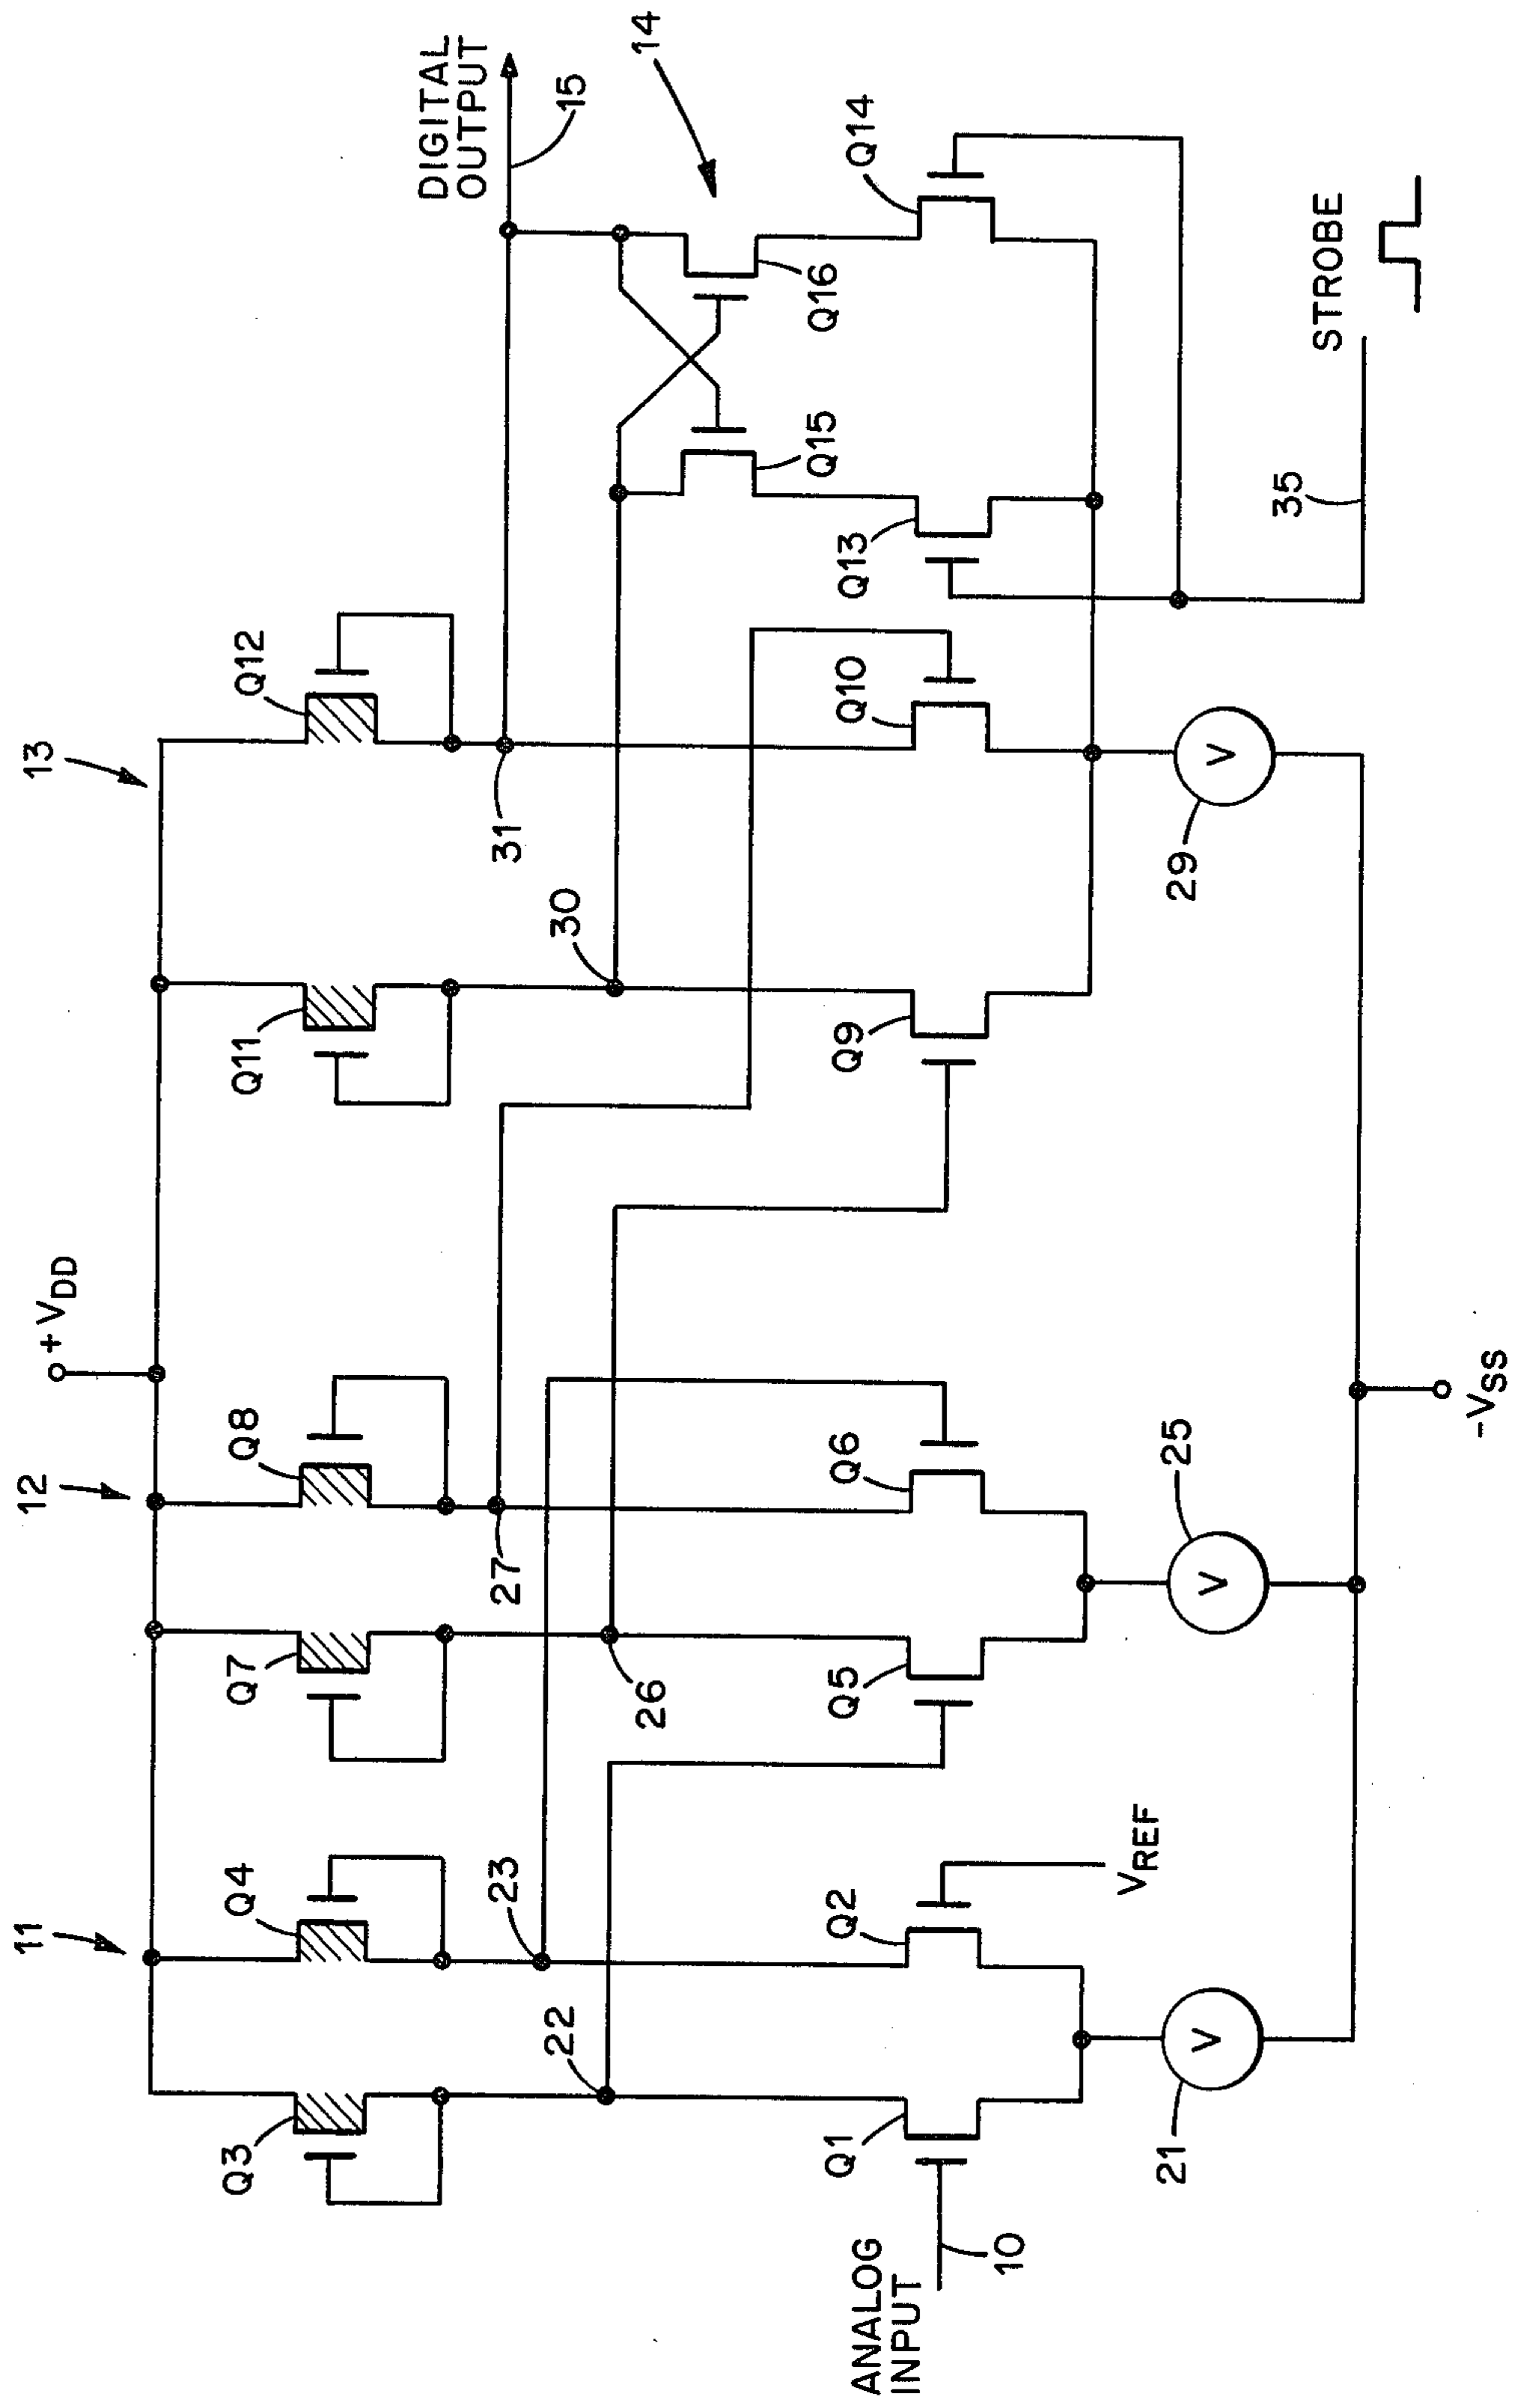 11
12
+VDD
13
Q3
Q4
Q7
Q8
Q11
Q12
DIGITAL
OUTPUT
15
22
23
26
27
30
31
14
Q15
Q16
ANALOG
INPUT
10
Q1
Q2
VREF
Q5
Q6
Q9
Q10
Q13
Q14
21
V
25
V
29
V
35
STROBE
-VSS